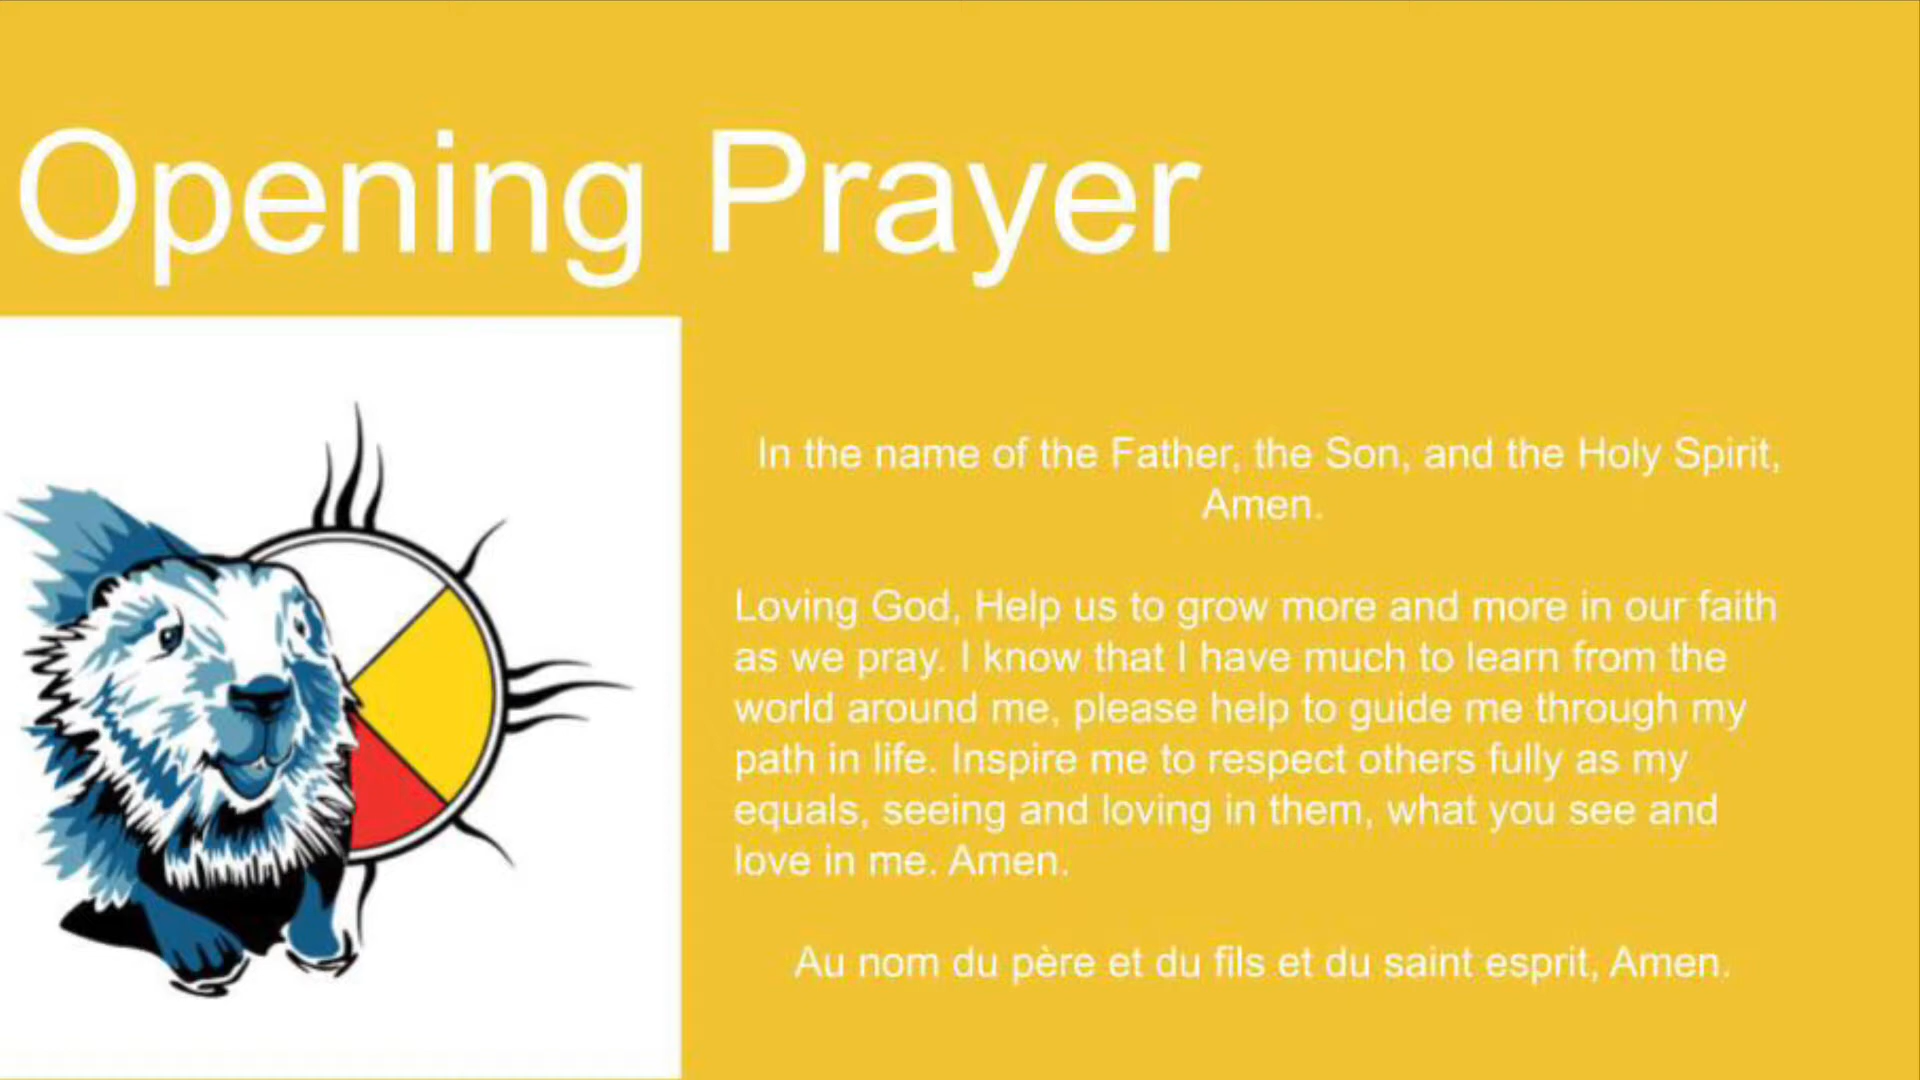 Opening Prayer
In the name of the Father, the Son, and the Holy Spirit,
Amen.
Loving God, Help us to grow more and more in our faith
as we pray. I know that I have much to learn from the
world around me, please help to guide me through my
path in life. Inspire me to respect others fully as my
equals, seeing and loving in them, what you see and
love in me. Amen.
Au nom du père et du fils et du saint esprit, Amen.